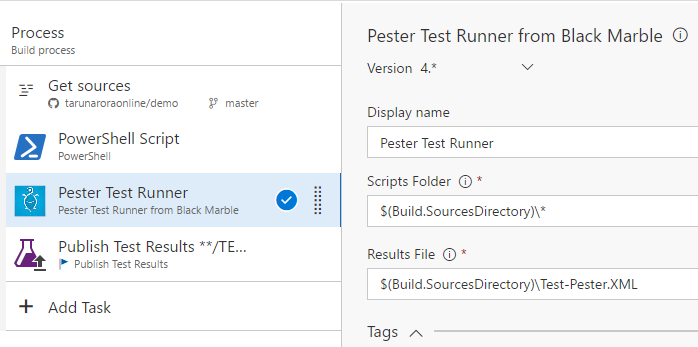 Process
Build process
Get sources
tarunaroraonline/demo master
PowerShell Script
PowerShell
Pester Test Runner
Pester Test Runner from Black Marble
Publish Test Results **/TE...
Publish Test Results
Add Task
Pester Test Runner from Black Marble
Version 4.*
Display name
Pester Test Runner
Scripts Folder *
$(Build.SourcesDirectory)\*
Results File *
$(Build.SourcesDirectory)\Test-Pester.XML
Tags